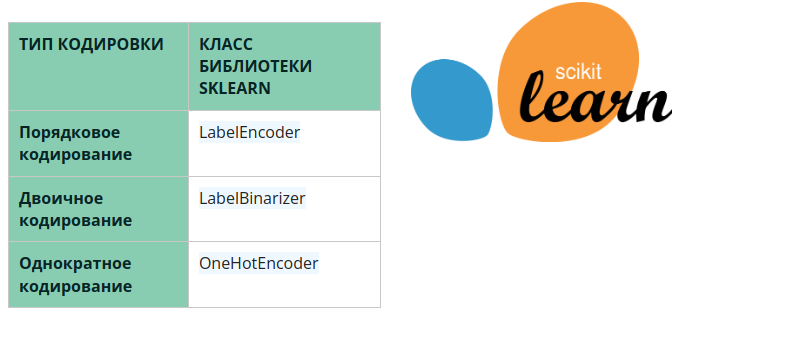 ТИП КОДИРОВКИ
КЛАСС
БИБЛИОТЕКИ
SKLEARN
Порядковое
кодирование
LabelEncoder
Двоичное
кодирование
LabelBinarizer
Однократное
кодирование
OneHotEncoder
scikit
learn